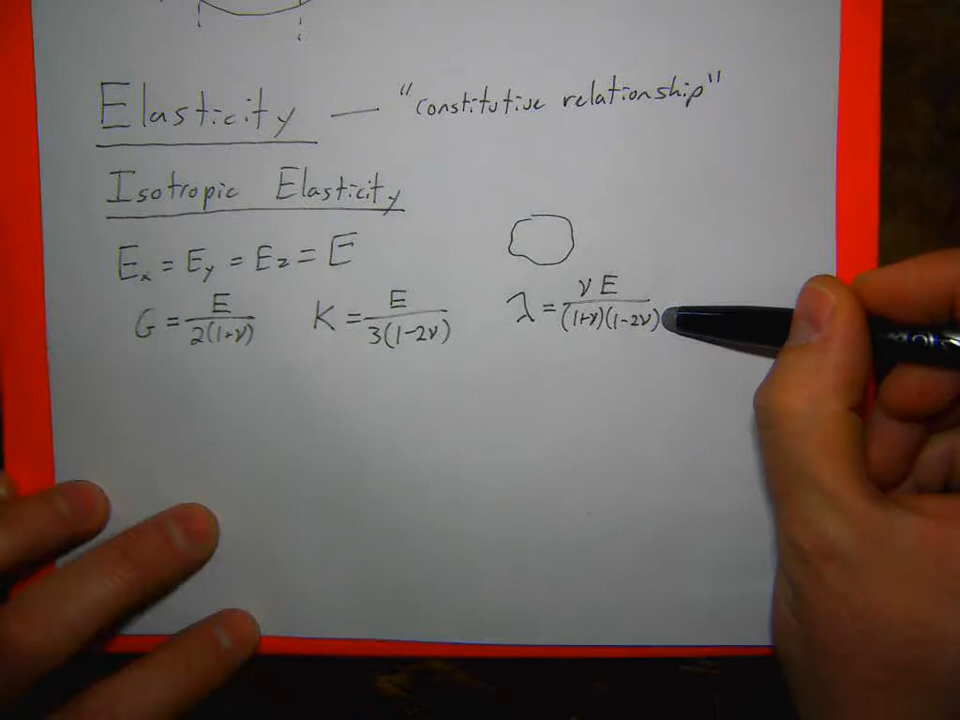 Elasticity — "constitutive relationship"
Isotropic Elasticity
Ex = Ey = Ez = E
G = E / 2(1+ν) K = E / 3(1-2ν) λ = νE / (1+ν)(1-2ν)